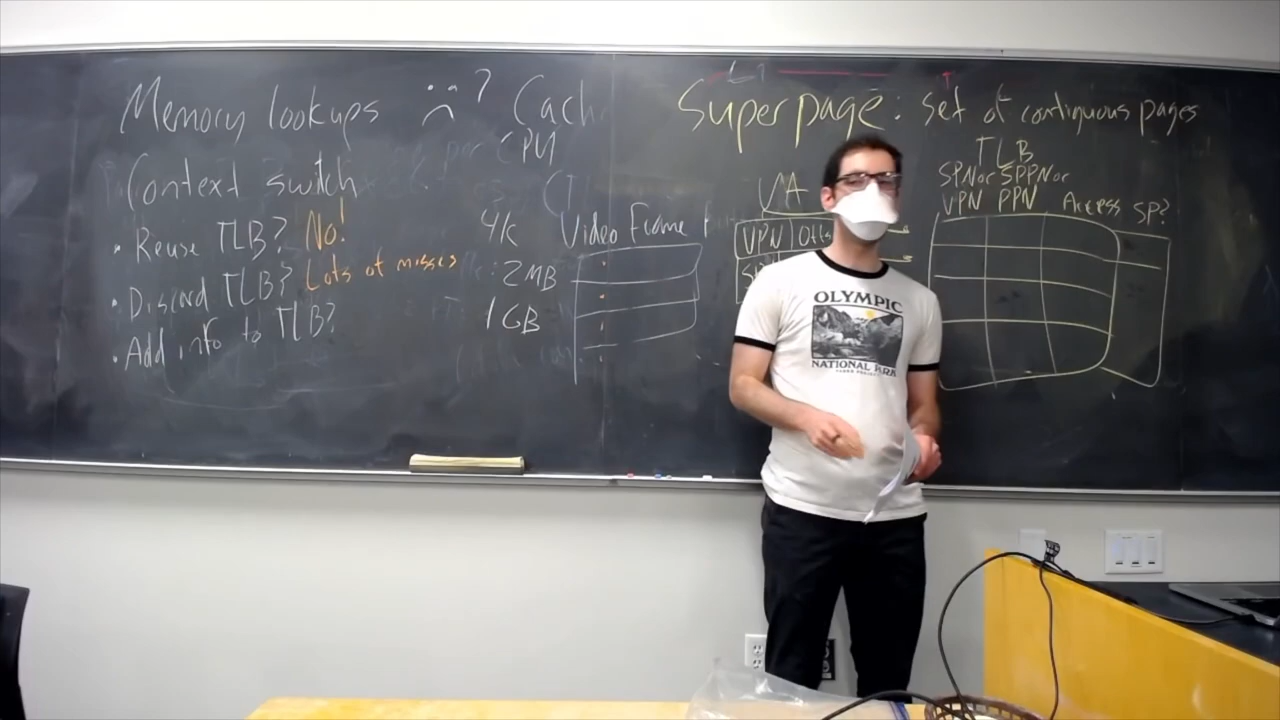 Memory lookups :( ? Cach
CPU
Context switch
• Reuse TLB? No!
• Discard TLB? Lots of misses
• Add info to TLB?
4k
2MB
1GB
Video Frame
Superpage: Set of contiguous pages
VA
VPN Offs
TLB
SPN or SPPN or
VPN PPN Access SP?
OLYMPIC
NATIONAL PARK